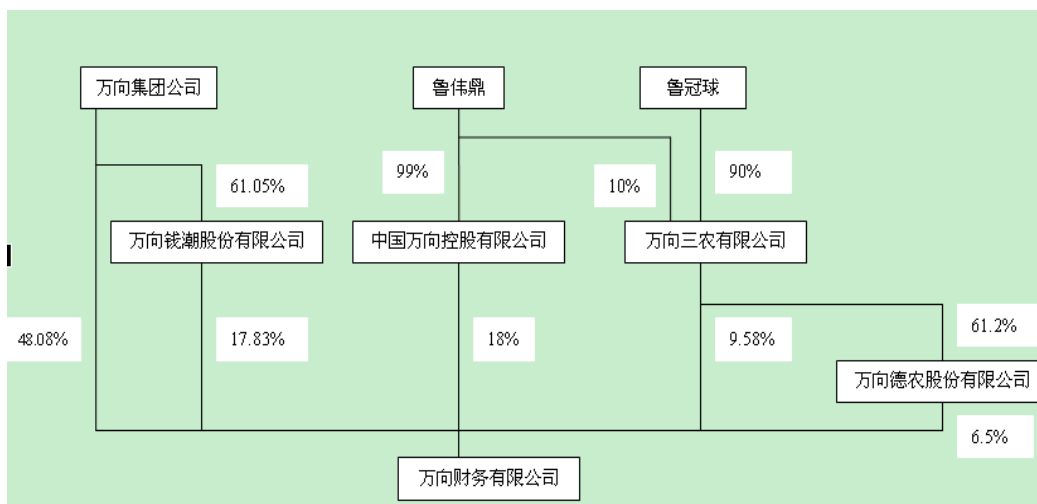 万向集团公司
鲁伟鼎
鲁冠球
61.05%
99%
10%
90%
万向钱潮股份有限公司
中国万向控股有限公司
万向三农有限公司
48.08%
17.83%
18%
9.58%
61.2%
万向德农股份有限公司
6.5%
万向财务有限公司